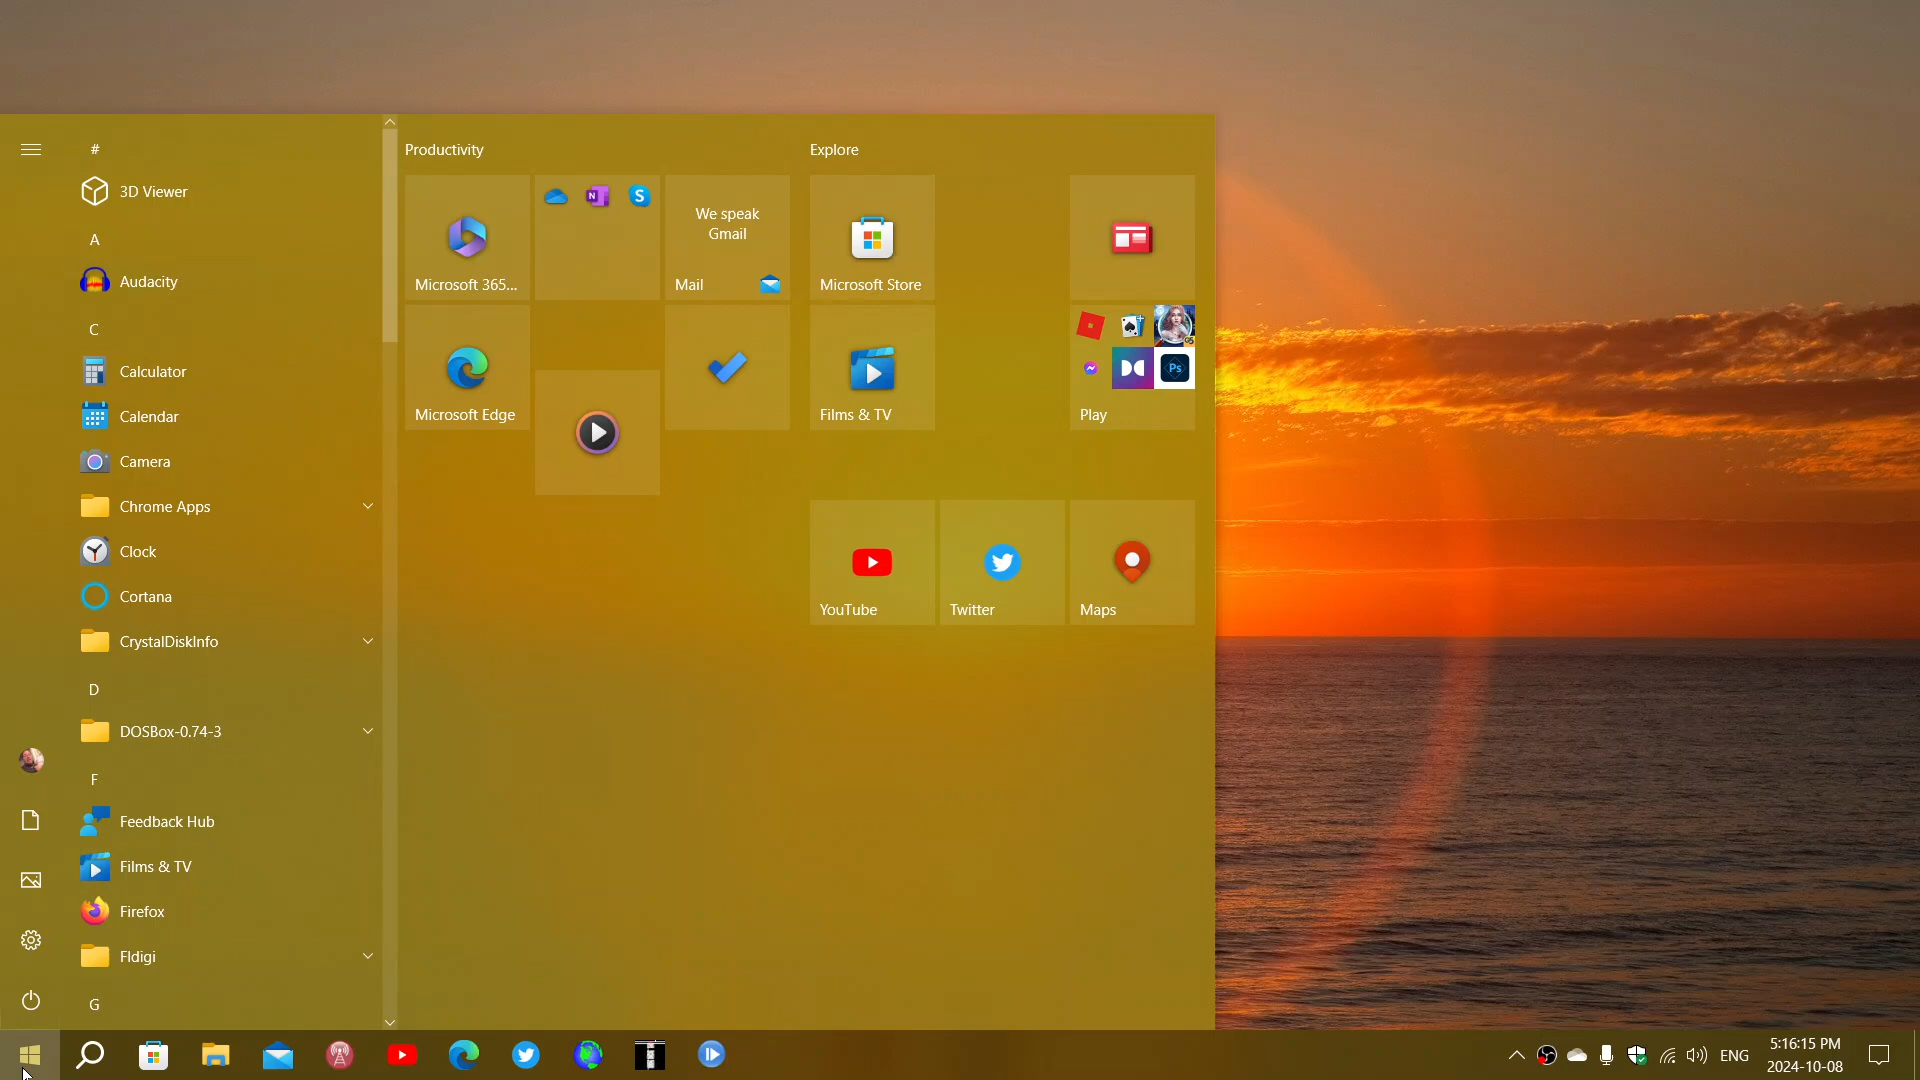 #
3D Viewer
A
Audacity
C
Calculator
Calendar
Camera
Chrome Apps
Clock
Cortana
CrystalDiskInfo
D
DOSBox-0.74-3
F
Feedback Hub
Films & TV
Firefox
Fldigi
G
Productivity
Microsoft 365...
N
S
We speak
Gmail
Mail
Microsoft Edge
Explore
Microsoft Store
Films & TV
G5
Ps
Play
YouTube
Twitter
Maps
ENG
5:16:15 PM
2024-10-08